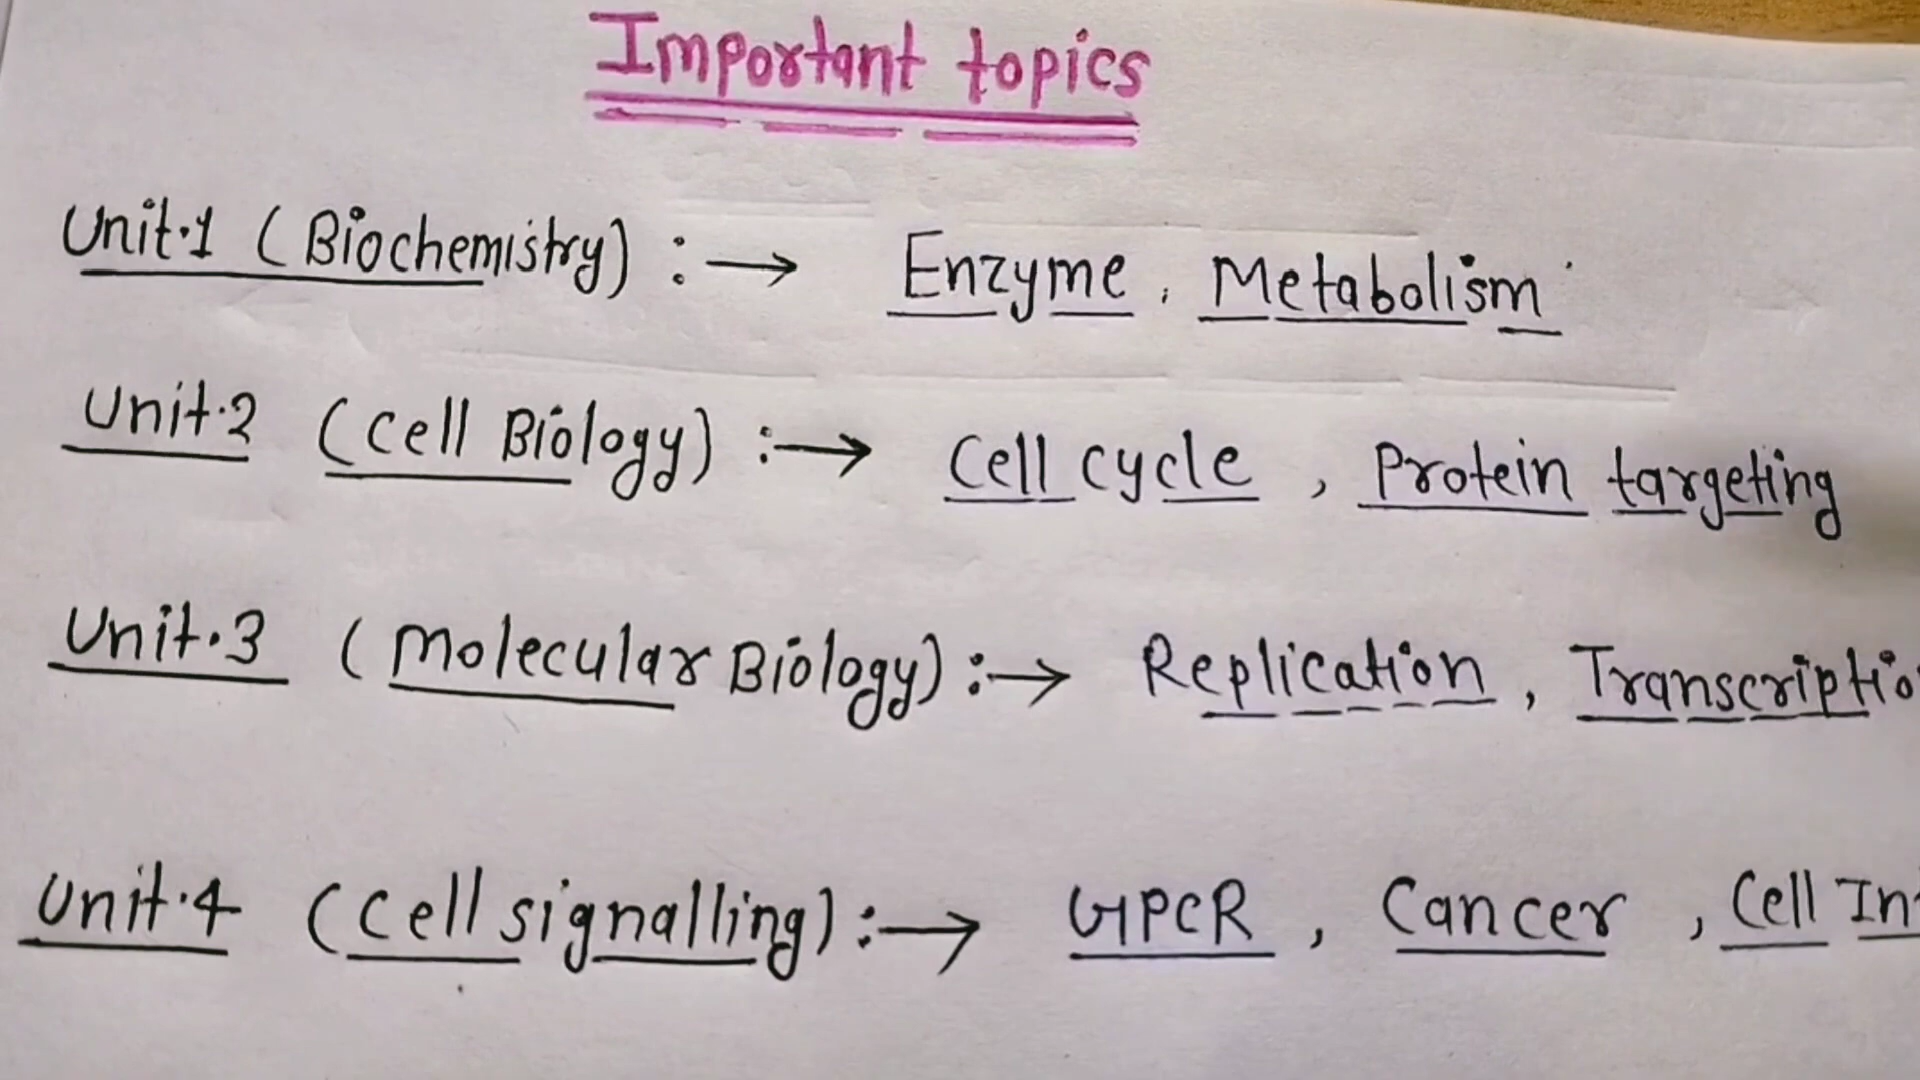 Important topics
Unit.1 (Biochemistry) :→ Enzyme, Metabolism
Unit.2 (Cell Biology) :→ Cell cycle, Protein targeting
Unit.3 (Molecular Biology) :→ Replication, Transcriptio
Unit.4 (Cell signalling) :→ GPCR, Cancer, Cell In